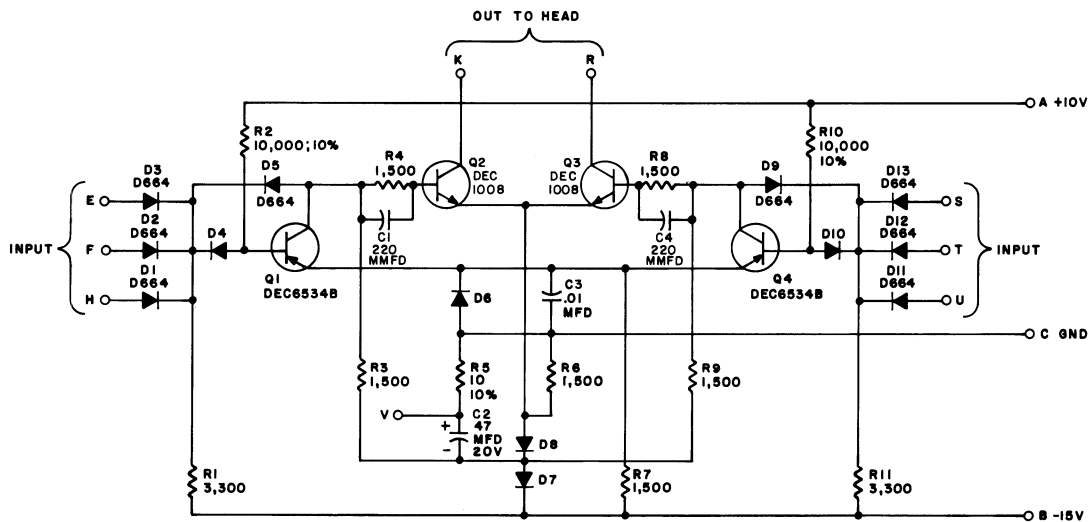 OUT TO HEAD
K
R
A +10V
R2
10,000; 10%
R10
10,000
10%
R4
1,500
Q2
DEC
1008
Q3
DEC
1008
R8
1,500
D5
D664
D9
D664
D3
D664
E
D2
D664
F
D1
D664
H
INPUT
D4
D13
D664
S
D12
D664
T
D11
D664
U
INPUT
D10
C1
220
MMFD
C4
220
MMFD
Q1
DEC6534B
Q4
DEC6534B
D6
C3
.01
MFD
C GND
R3
1,500
R5
10
10%
R6
1,500
R9
1,500
V
+
C2
47
MFD
20V
-
D8
D7
R1
3,300
R7
1,500
R11
3,300
B -15V